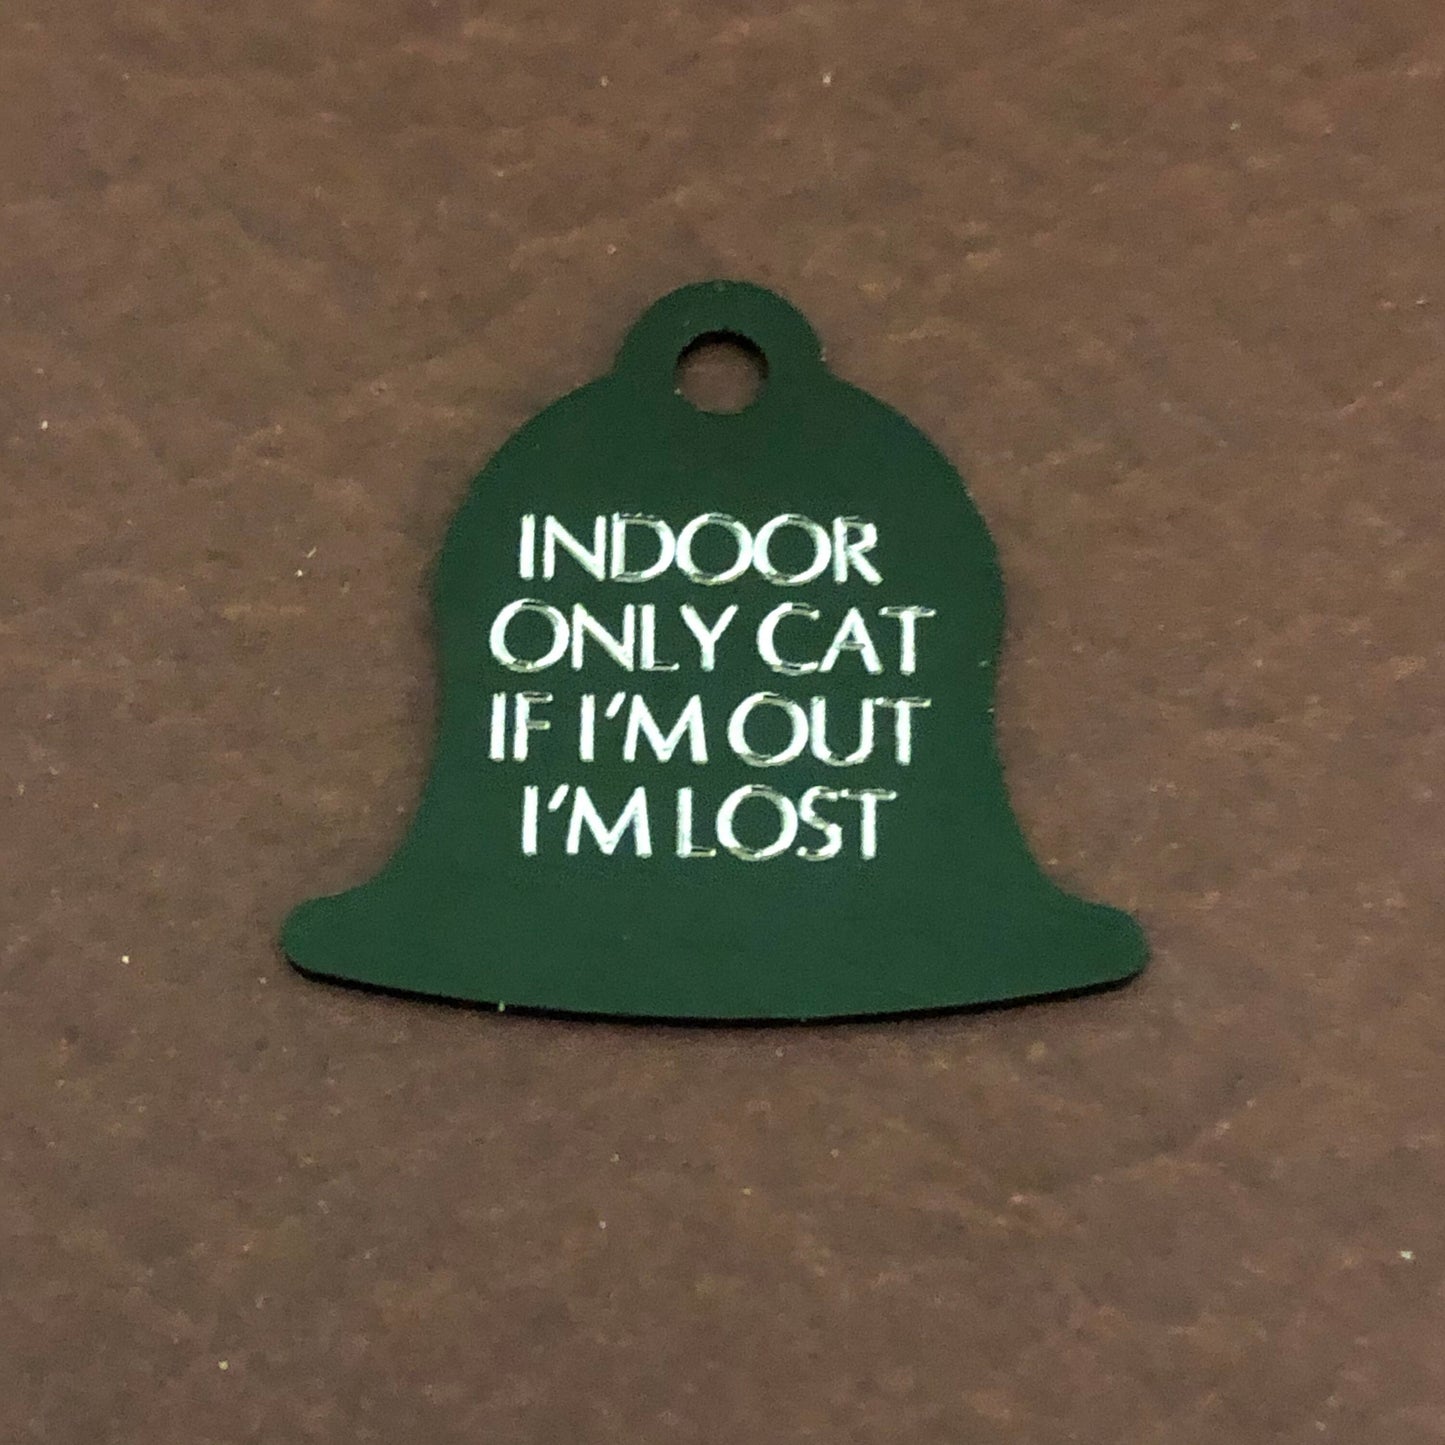 INDOOR
ONLY CAT
IF I'M OUT
I'M LOST